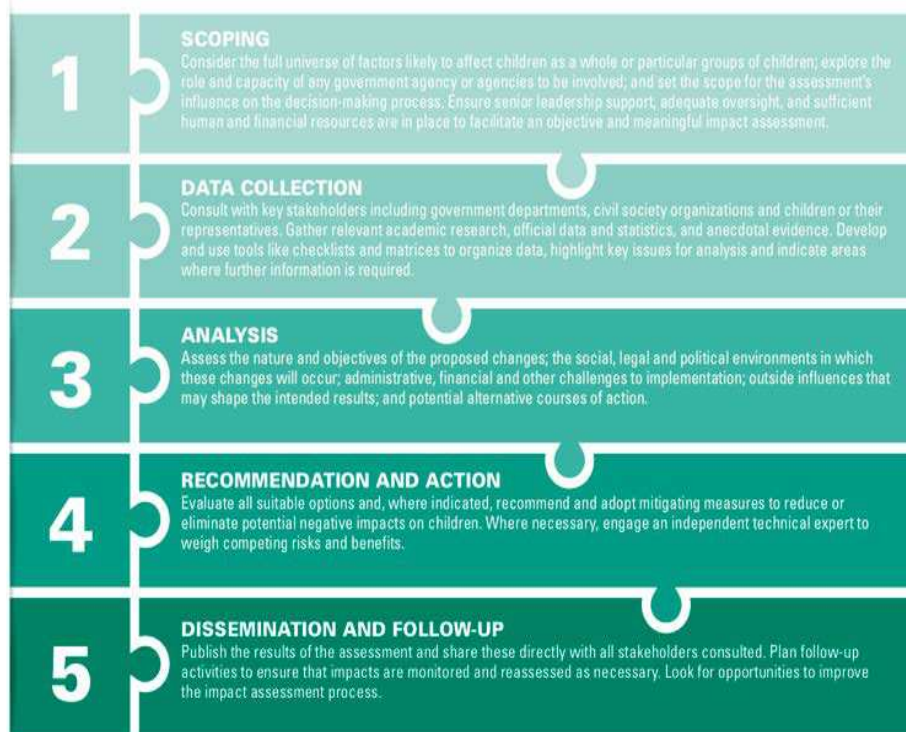 1
SCOPING
Consider the full universe of factors likely to affect children as a whole or particular groups of children; explore the
role and capacity of any government agency or agencies to be involved; and set the scope for the assessment's
influence on the decision-making process. Ensure senior leadership support, adequate oversight, and sufficient
human and financial resources are in place to facilitate an objective and meaningful impact assessment.
2
DATA COLLECTION
Consult with key stakeholders including government departments, civil society organizations and children or their
representatives. Gather relevant academic research, official data and statistics, and anecdotal evidence. Develop
and use tools like checklists and matrices to organize data, highlight key issues for analysis and indicate areas
where further information is required.
3
ANALYSIS
Assess the nature and objectives of the proposed changes; the social, legal and political environments in which
these changes will occur; administrative, financial and other challenges to implementation; outside influences that
may shape the intended results; and potential alternative courses of action.
4
RECOMMENDATION AND ACTION
Evaluate all suitable options and, where indicated, recommend and adopt mitigating measures to reduce or
eliminate potential negative impacts on children. Where necessary, engage an independent technical expert to
weigh competing risks and benefits.
5
DISSEMINATION AND FOLLOW-UP
Publish the results of the assessment and share these directly with all stakeholders consulted. Plan follow-up
activities to ensure that impacts are monitored and reassessed as necessary. Look for opportunities to improve
the impact assessment process.